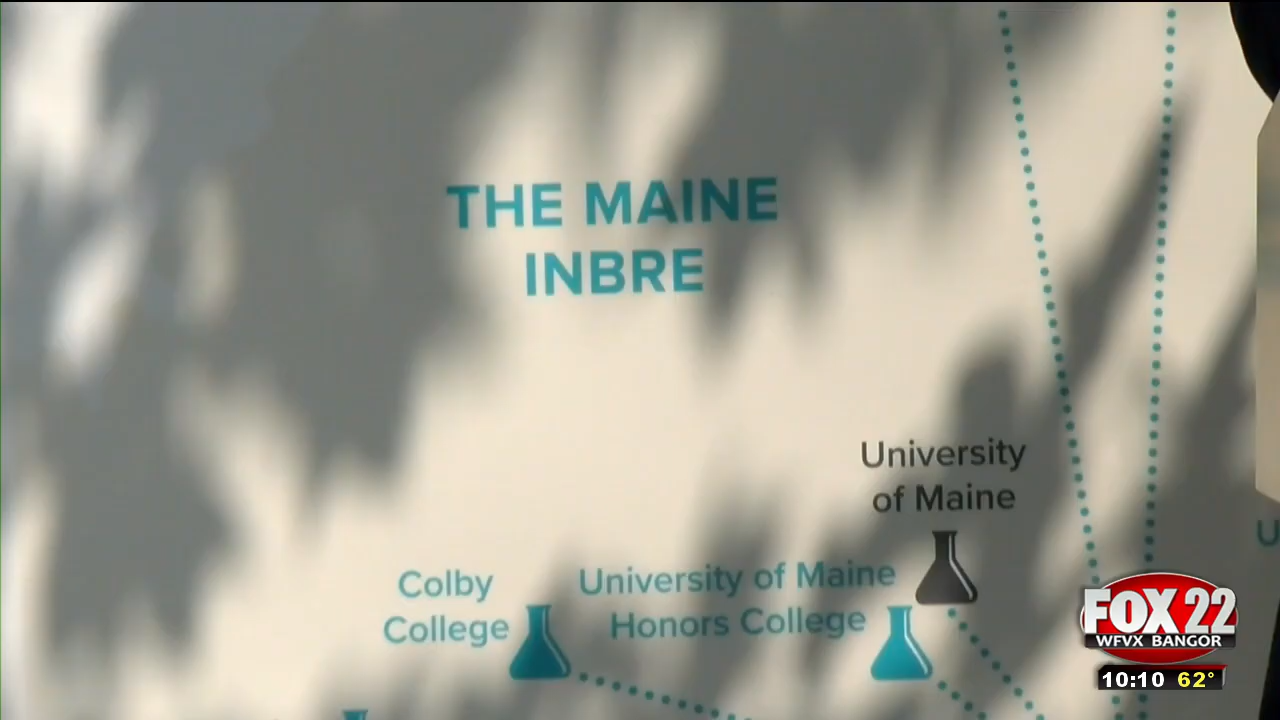 THE MAINE
INBRE
University
of Maine
Colby
College
University of Maine
Honors College
U
FOX 22
WFVX BANGOR
10:10 62°